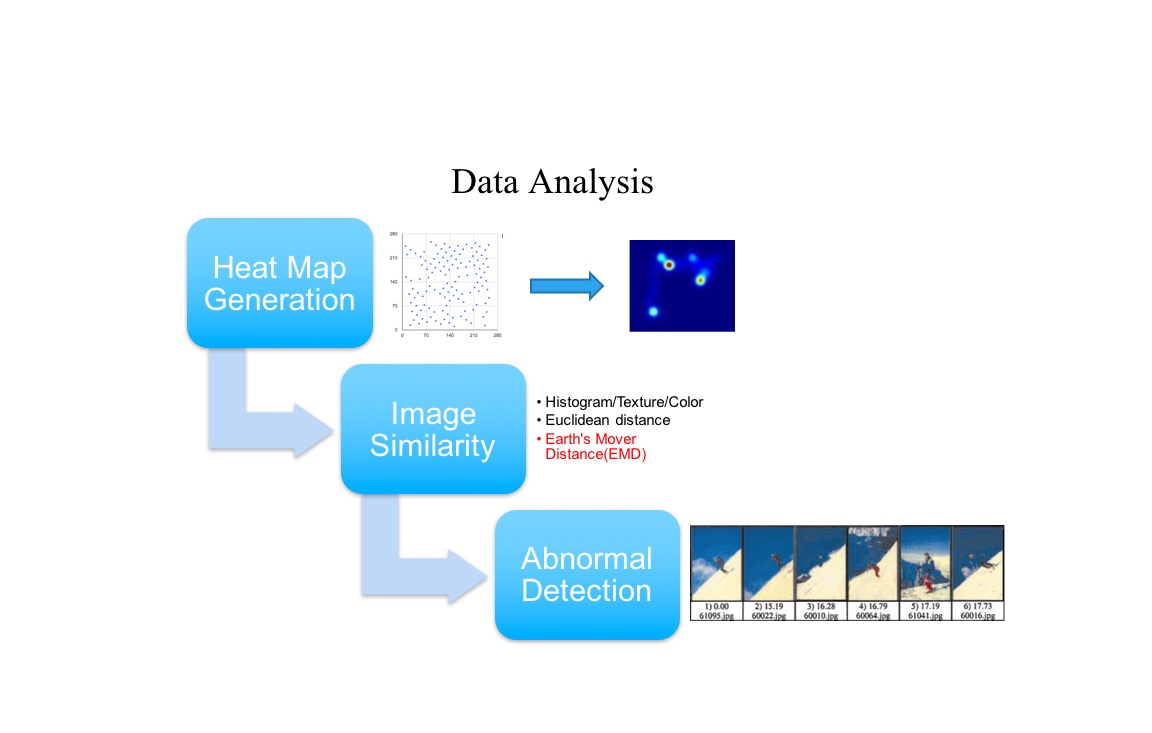 Data Analysis
Heat Map
Generation
280
210
140
70
0
0 70 140 210 280
Image
Similarity
• Histogram/Texture/Color
• Euclidean distance
• Earth's Mover
Distance(EMD)
Abnormal
Detection
1) 0.00 2) 15.19 3) 16.28 4) 16.79 5) 17.19 6) 17.73
61095.jpg 60022.jpg 60010.jpg 60064.jpg 61041.jpg 60016.jpg